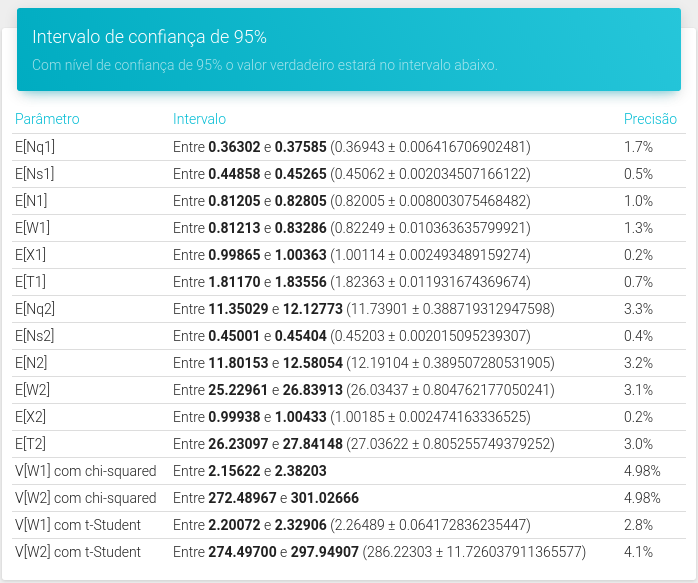 Intervalo de confiança de 95%
Com nível de confiança de 95% o valor verdadeiro estará no intervalo abaixo.
Parâmetro Intervalo Precisão
E[Nq1] Entre 0.36302 e 0.37585 (0.36943 ± 0.006416706902481) 1.7%
E[Ns1] Entre 0.44858 e 0.45265 (0.45062 ± 0.002034507166122) 0.5%
E[N1] Entre 0.81205 e 0.82805 (0.82005 ± 0.008003075468482) 1.0%
E[W1] Entre 0.81213 e 0.83286 (0.82249 ± 0.010363635799921) 1.3%
E[X1] Entre 0.99865 e 1.00363 (1.00114 ± 0.002493489159274) 0.2%
E[T1] Entre 1.81170 e 1.83556 (1.82363 ± 0.011931674369674) 0.7%
E[Nq2] Entre 11.35029 e 12.12773 (11.73901 ± 0.388719312947598) 3.3%
E[Ns2] Entre 0.45001 e 0.45404 (0.45203 ± 0.002015095239307) 0.4%
E[N2] Entre 11.80153 e 12.58054 (12.19104 ± 0.389507280531905) 3.2%
E[W2] Entre 25.22961 e 26.83913 (26.03437 ± 0.804762177050241) 3.1%
E[X2] Entre 0.99938 e 1.00433 (1.00185 ± 0.002474163336525) 0.2%
E[T2] Entre 26.23097 e 27.84148 (27.03622 ± 0.805255749379252) 3.0%
V[W1] com chi-squared Entre 2.15622 e 2.38203 4.98%
V[W2] com chi-squared Entre 272.48967 e 301.02666 4.98%
V[W1] com t-Student Entre 2.20072 e 2.32906 (2.26489 ± 0.064172836235447) 2.8%
V[W2] com t-Student Entre 274.49700 e 297.94907 (286.22303 ± 11.726037911365577) 4.1%